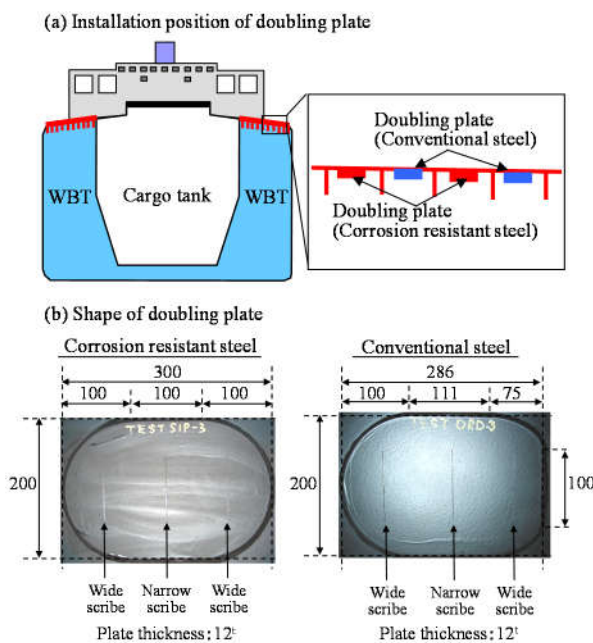 (a) Installation position of doubling plate
Doubling plate
(Conventional steel)
WBT
Cargo tank
WBT
Doubling plate
(Corrosion resistant steel)
(b) Shape of doubling plate
Corrosion resistant steel
300
100 100 100
200
TEST SIP-3
Wide scribe
Narrow scribe
Wide scribe
Plate thickness: 12t
Conventional steel
286
100 111 75
200
TEST ORD-3
100
Wide scribe
Narrow scribe
Wide scribe
Plate thickness: 12t